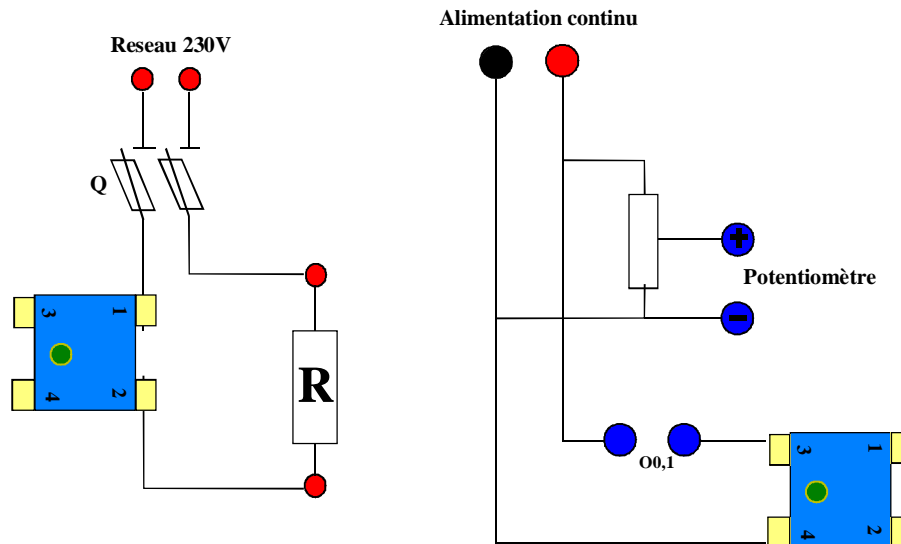 Alimentation continu
Reseau 230V
Q
3 1
4 2
R
+
Potentiomètre
−
O0,1
3 1
4 2